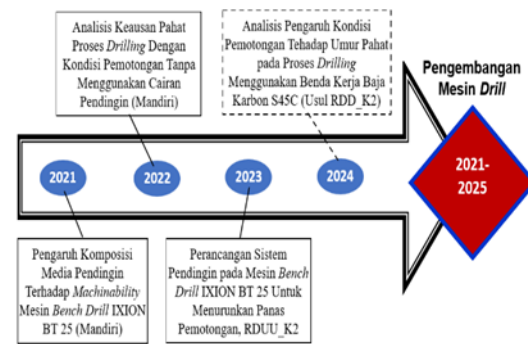 Analisis Keausan Pahat
Proses Drilling Dengan
Kondisi Pemotongan Tanpa
Menggunakan Cairan
Pendingin (Mandiri)
Analisis Pengaruh Kondisi
Pemotongan Tehadap Umur Pahat
pada Proses Drilling
Menggunakan Benda Kerja Baja
Karbon S45C (Usul RDD_K2)
Pengembangan
Mesin Drill
2021
2022
2023
2024
2021-
2025
Pengaruh Komposisi
Media Pendingin
Terhadap Machinability
Mesin Bench Drill IXION
BT 25 (Mandiri)
Perancangan Sistem
Pendingin pada Mesin Bench
Drill IXION BT 25 Untuk
Menurunkan Panas
Pemotongan, RDUU_K2